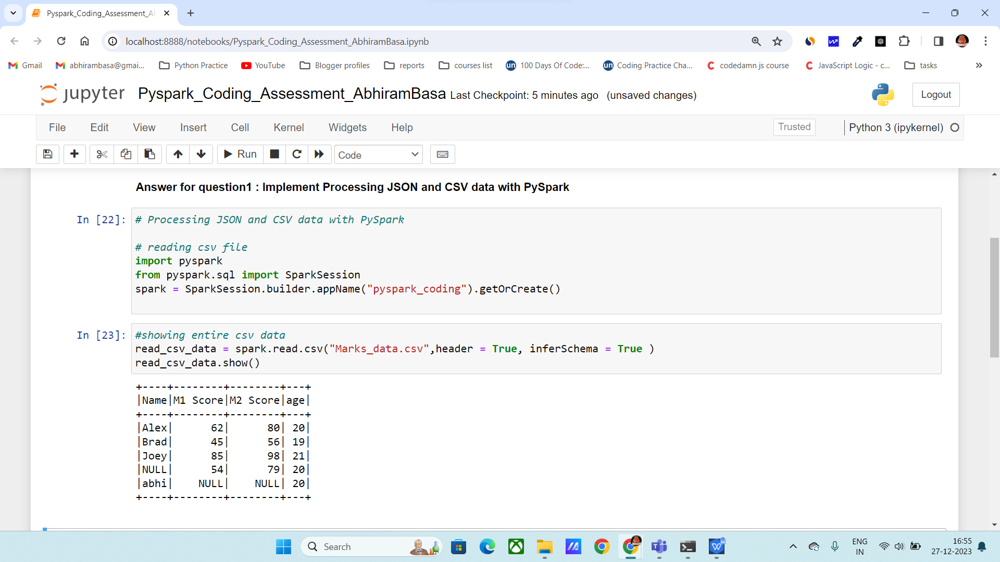 Pyspark_Coding_Assessment_Al
localhost:8888/notebooks/Pyspark_Coding_Assessment_AbhiramBasa.ipynb
Gmail abhirambasa@gmai... Python Practice YouTube Blogger profiles reports courses list 100 Days Of Code:... Coding Practice Cha... codedamn js course JavaScript Logic - c... tasks
jupyter Pyspark_Coding_Assessment_AbhiramBasa Last Checkpoint: 5 minutes ago (unsaved changes) Logout
File Edit View Insert Cell Kernel Widgets Help Trusted Python 3 (ipykernel)
Run Code
Answer for question1 : Implement Processing JSON and CSV data with PySpark
In [22]: # Processing JSON and CSV data with PySpark
# reading csv file
import pyspark
from pyspark.sql import SparkSession
spark = SparkSession.builder.appName("pyspark_coding").getOrCreate()
In [23]: #showing entire csv data
read_csv_data = spark.read.csv("Marks_data.csv",header = True, inferSchema = True )
read_csv_data.show()
+----+--------+--------+---+
|Name|M1 Score|M2 Score|age|
+----+--------+--------+---+
|Alex|      62|      80| 20|
|Brad|      45|      56| 19|
|Joey|      85|      98| 21|
|NULL|      54|      79| 20|
|abhi|    NULL|    NULL| 20|
+----+--------+--------+---+
Search
ENG
IN
16:55
27-12-2023